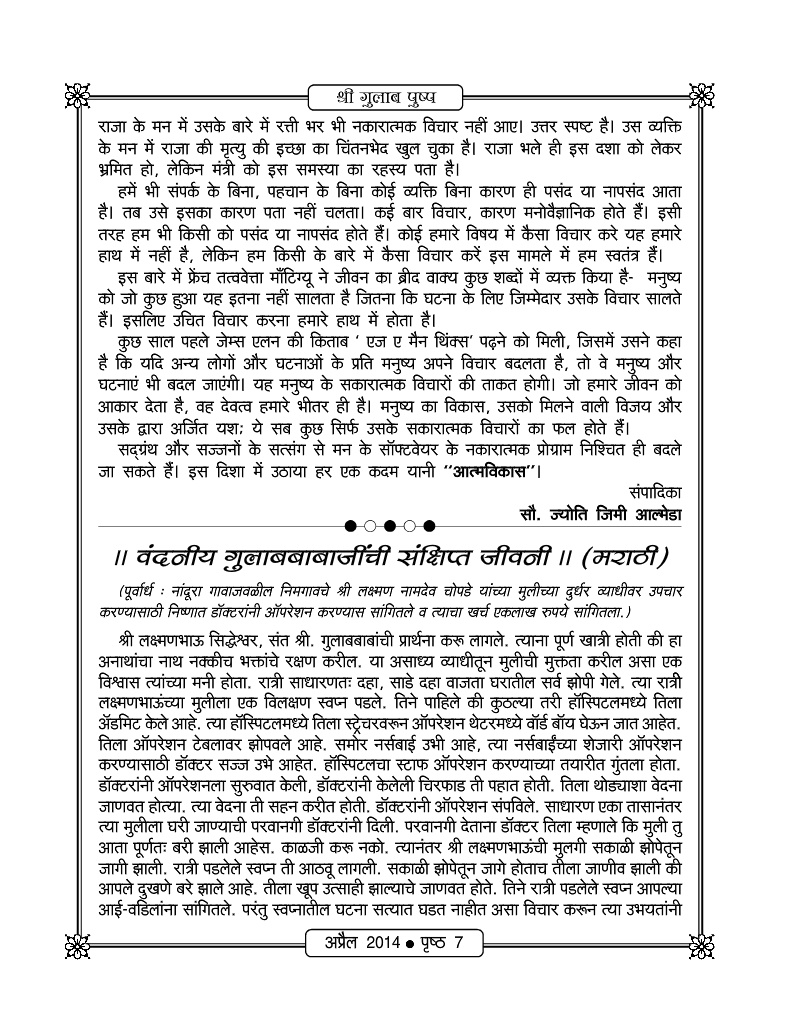 श्री गुलाब पुष्प
राजा के मन में उसके बारे में रत्ती भर भी नकारात्मक विचार नहीं आए। उत्तर स्पष्ट है। उस व्यक्ति
के मन में राजा की मृत्यु की इच्छा का चिंतनभेद खुल चुका है। राजा भले ही इस दशा को लेकर
भ्रमित हो, लेकिन मंत्री को इस समस्या का रहस्य पता है।
हमें भी संपर्क के बिना, पहचान के बिना कोई व्यक्ति बिना कारण ही पसंद या नापसंद आता
है। तब उसे इसका कारण पता नहीं चलता। कई बार विचार, कारण मनोवैज्ञानिक होते हैं। इसी
तरह हम भी किसी को पसंद या नापसंद होते हैं। कोई हमारे विषय में कैसा विचार करे यह हमारे
हाथ में नहीं है, लेकिन हम किसी के बारे में कैसा विचार करें इस मामले में हम स्वतंत्र हैं।
इस बारे में फ्रेंच तत्ववेत्ता मॉंटिग्यू ने जीवन का ब्रीद वाक्य कुछ शब्दों में व्यक्त किया है- मनुष्य
को जो कुछ हुआ यह इतना नहीं सालता है जितना कि घटना के लिए जिम्मेदार उसके विचार सालते
हैं। इसलिए उचित विचार करना हमारे हाथ में होता है।
कुछ साल पहले जेम्स एलन की किताब ‘ एज ए मैन थिंक्स’ पढ़ने को मिली, जिसमें उसने कहा
है कि यदि अन्य लोगों और घटनाओं के प्रति मनुष्य अपने विचार बदलता है, तो वे मनुष्य और
घटनाएं भी बदल जाएंगी। यह मनुष्य के सकारात्मक विचारों की ताकत होगी। जो हमारे जीवन को
आकार देता है, वह देवत्व हमारे भीतर ही है। मनुष्य का विकास, उसको मिलने वाली विजय और
उसके द्वारा अर्जित यश; ये सब कुछ सिर्फ उसके सकारात्मक विचारों का फल होते हैं।
सद्ग्रंथ और सज्जनों के सत्संग से मन के सॉफ्टवेयर के नकारात्मक प्रोग्राम निश्चित ही बदले
जा सकते हैं। इस दिशा में उठाया हर एक कदम यानी ‘‘आत्मविकास’’।
संपादिका
सौ. ज्योति जिमी आल्मेडा
॥ वंदनीय गुलाबबाबाजींची संक्षिप्त जीवनी ॥ (मराठी)
(पूर्वार्ध : नांदूरा गावाजवळील निमगावचे श्री लक्ष्मण नामदेव चोपडे यांच्या मुलीच्या दुर्धर व्याधीवर उपचार
करण्यासाठी निष्णात डॉक्टरांनी ऑपरेशन करण्यास सांगितले व त्याचा खर्च एकलाख रुपये सांगितला.)
श्री लक्ष्मणभाऊ सिद्धेश्वर, संत श्री. गुलाबबाबांची प्रार्थना करू लागले. त्याना पूर्ण खात्री होती की हा
अनाथांचा नाथ नक्कीच भक्तांचे रक्षण करील. या असाध्य व्याधीतून मुलीची मुक्तता करील असा एक
विश्वास त्यांच्या मनी होता. रात्री साधारणतः दहा, साडे दहा वाजता घरातील सर्व झोपी गेले. त्या रात्री
लक्ष्मणभाऊंच्या मुलीला एक विलक्षण स्वप्न पडले. तिने पाहिले की कुठल्या तरी हॉस्पिटलमध्ये तिला
ॲडमिट केले आहे. त्या हॉस्पिटलमध्ये तिला स्ट्रेचरवरून ऑपरेशन थेटरमध्ये वॉर्ड बॉय घेऊन जात आहेत.
तिला ऑपरेशन टेबलावर झोपवले आहे. समोर नर्सबाई उभी आहे, त्या नर्सबाईंच्या शेजारी ऑपरेशन
करण्यासाठी डॉक्टर सज्ज उभे आहेत. हॉस्पिटलचा स्टाफ ऑपरेशन करण्याच्या तयारीत गुंतला होता.
डॉक्टरांनी ऑपरेशनला सुरुवात केली, डॉक्टरांनी केलेली चिरफाड ती पहात होती. तिला थोड्याशा वेदना
जाणवत होत्या. त्या वेदना ती सहन करीत होती. डॉक्टरांनी ऑपरेशन संपविले. साधारण एका तासानंतर
त्या मुलीला घरी जाण्याची परवानगी डॉक्टरांनी दिली. परवानगी देताना डॉक्टर तिला म्हणाले कि मुली तु
आता पूर्णतः बरी झाली आहेस. काळजी करू नको. त्यानंतर श्री लक्ष्मणभाऊंची मुलगी सकाळी झोपेतून
जागी झाली. रात्री पडलेले स्वप्न ती आठवू लागली. सकाळी झोपेतून जागे होताच तीला जाणीव झाली की
आपले दुखणे बरे झाले आहे. तीला खूप उत्साही झाल्याचे जाणवत होते. तिने रात्री पडलेले स्वप्न आपल्या
आई-वडिलांना सांगितले. परंतु स्वप्नातील घटना सत्यात घडत नाहीत असा विचार करून त्या उभयतांनी
अप्रैल 2014 ● पृष्ठ 7